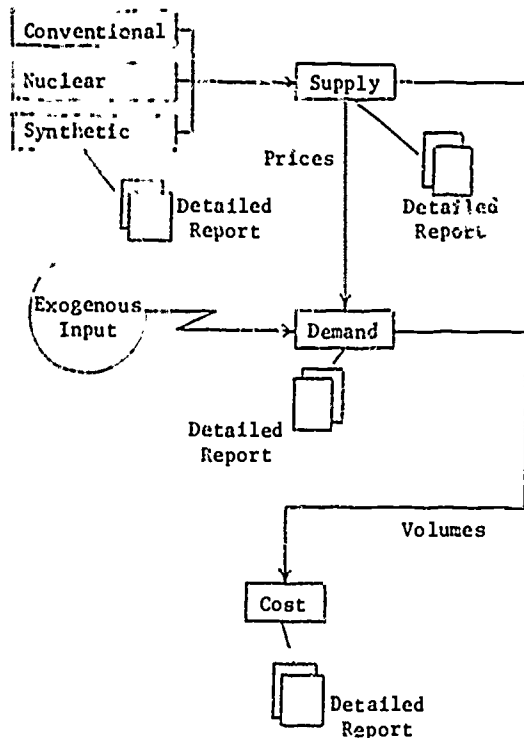 Conventional
Nuclear
Synthetic
Supply
Prices
Detailed
Report
Detailed
Report
Exogenous
Input
Demand
Detailed
Report
Volumes
Cost
Detailed
Report